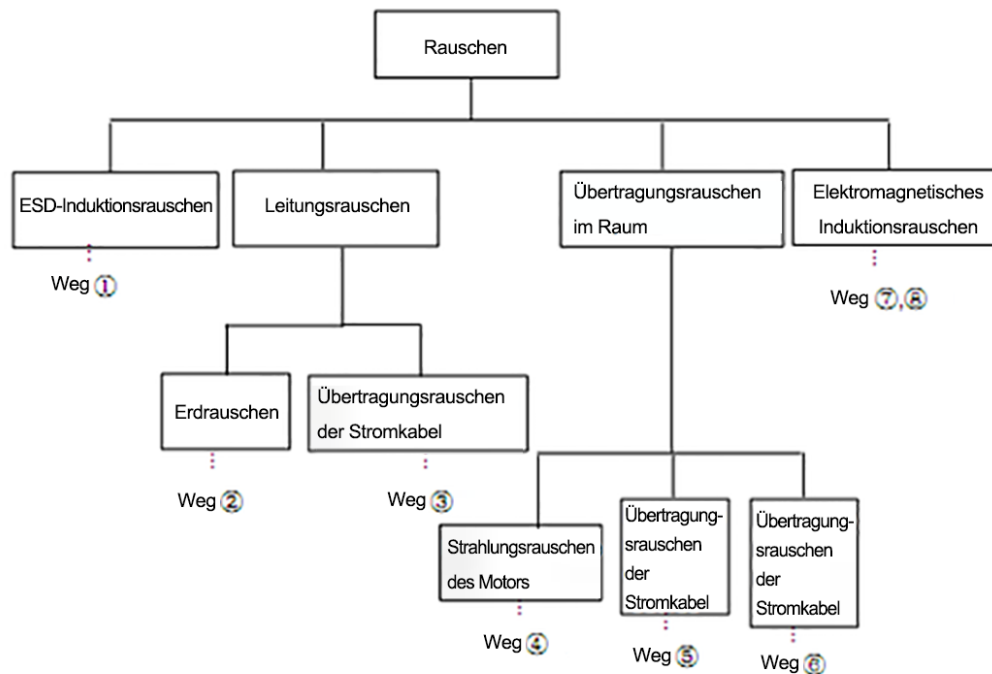 Rauschen
ESD-Induktionsrauschen
Leitungsrauschen
Übertragungsrauschen
im Raum
Elektromagnetisches
Induktionsrauschen
Weg ①
Weg ⑦,⑧
Erdrauschen
Übertragungsrauschen
der Stromkabel
Weg ②
Weg ③
Strahlungsrauschen
des Motors
Übertragung-
srauschen
der
Stromkabel
Übertragung-
srauschen
der
Stromkabel
Weg ④
Weg ⑤
Weg ⑥